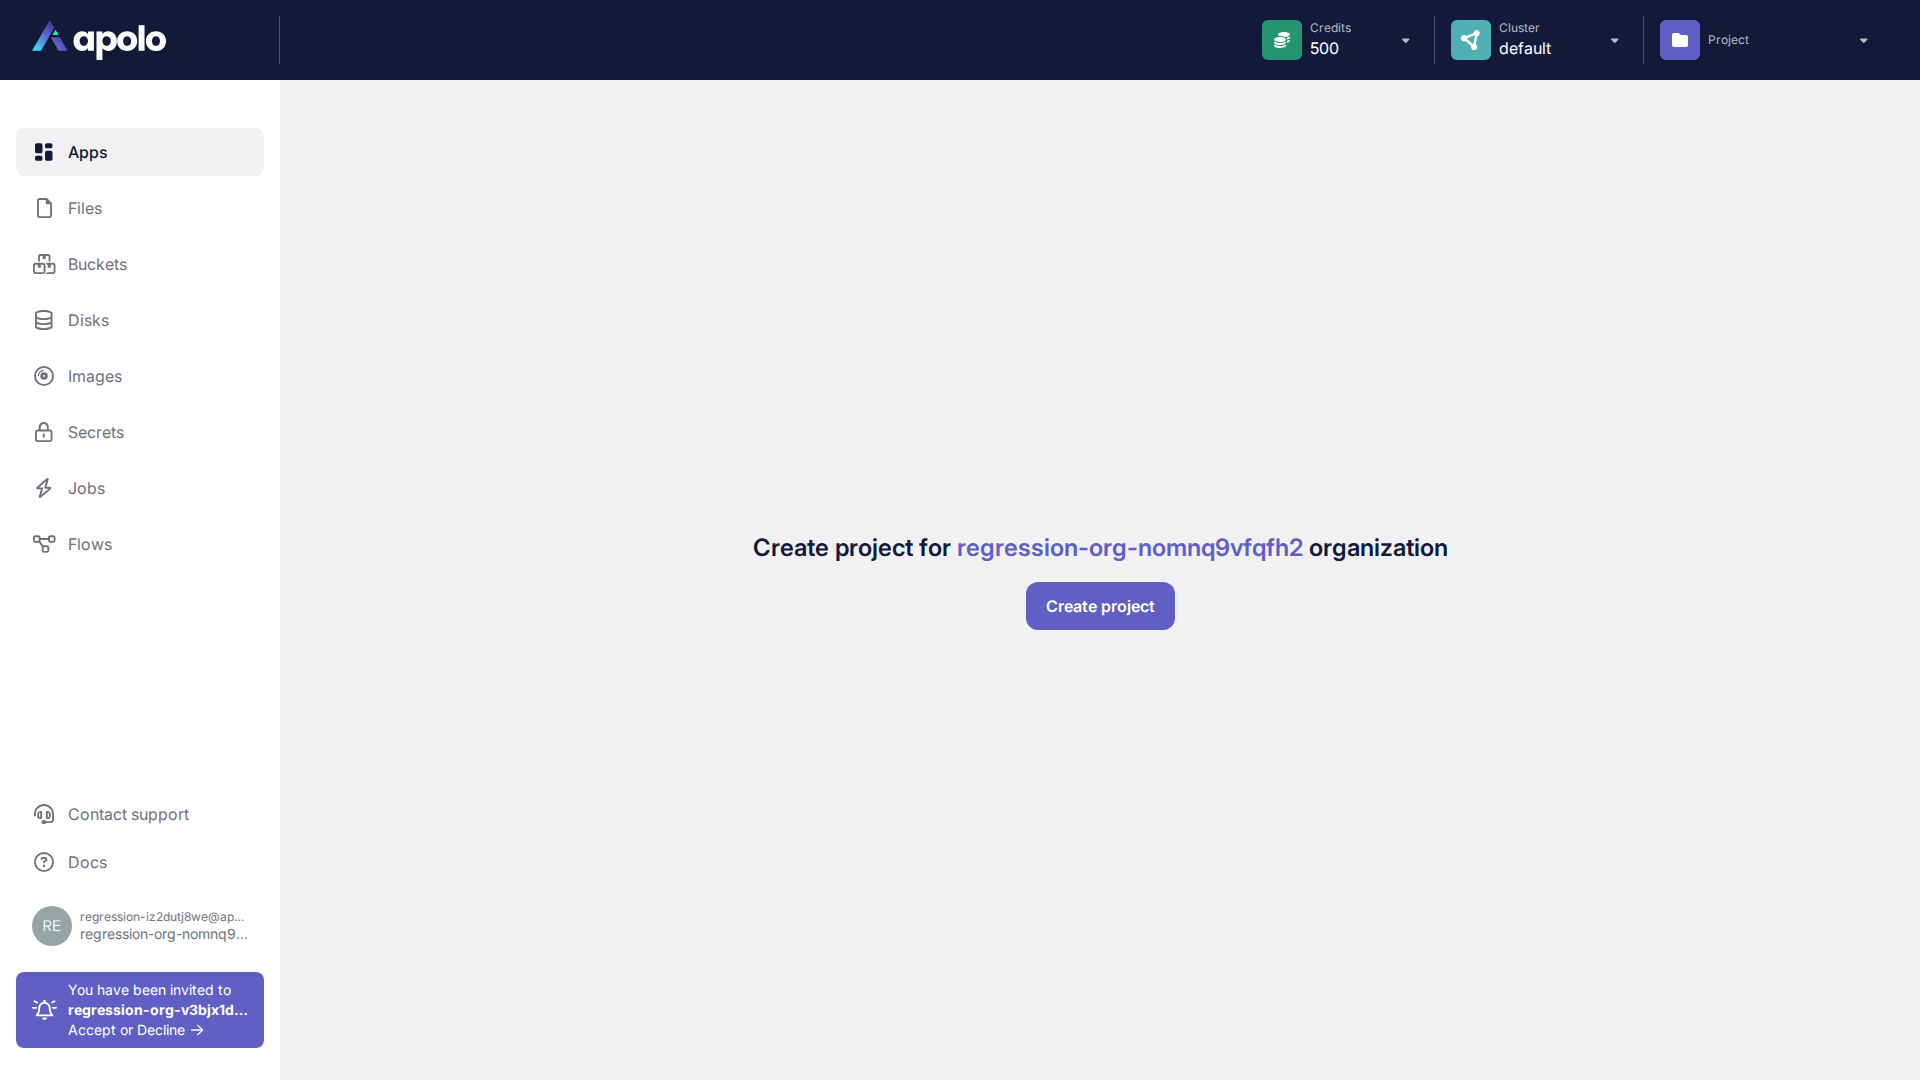 apolo
Credits
500
Cluster
default
Project
Apps
Files
Buckets
Disks
Images
Secrets
Jobs
Flows
Create project for regression-org-nomnq9vfqfh2 organization
Create project
Contact support
Docs
RE
regression-iz2dutj8we@ap...
regression-org-nomnq9...
You have been invited to
regression-org-v3bjx1d...
Accept or Decline →